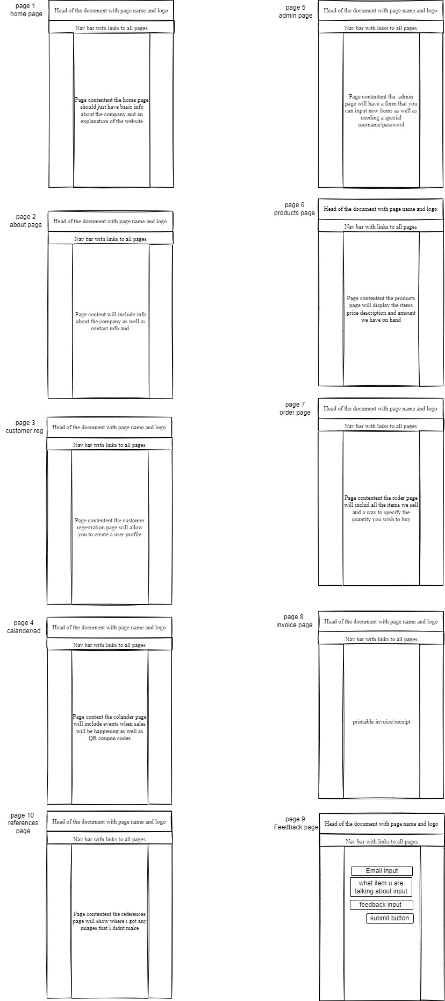 page 1
home page
Head of the document with page name and logo
Nav bar with links to all pages
Page contentent the home page
should just have basic info
about the company and an
explanation of the website
page 2
about page
Head of the document with page name and logo
Nav bar with links to all pages
Page content will include info
about the company as well as
contact info and
page 3
customer reg
Head of the document with page name and logo
Nav bar with links to all pages
Page contentent the customer
regestration page will allow
you to create a user profile
page 4
calander/ad
Head of the document with page name and logo
Nav bar with links to all pages
Page content the colander page
will include events when sales
will be happening as well as
QR coupon codes
page 10
references
page
Head of the document with page name and logo
Nav bar with links to all pages
Page contentent the references
page will show where i got any
images that I didnt make
page 5
admin page
Head of the document with page name and logo
Nav bar with links to all pages
Page contentent the admin
page will have a form that you
can input new items as well as
needing a special
username/password
page 6
products page
Head of the document with page name and logo
Nav bar with links to all pages
Page contentent the products
page will display the items
price description and amount
we have on hand
page 7
order page
Head of the document with page name and logo
Nav bar with links to all pages
Page contentent the order page
will includ all the items we sell
and a way to specify the
quantity you wish to buy
page 8
invoice page
Head of the document with page name and logo
Nav bar with links to all pages
printable invoice/receipt
page 9
Feedback page
Head of the document with page name and logo
Nav bar with links to all pages
Email input
what item u are
talking about input
feedback input
submit button